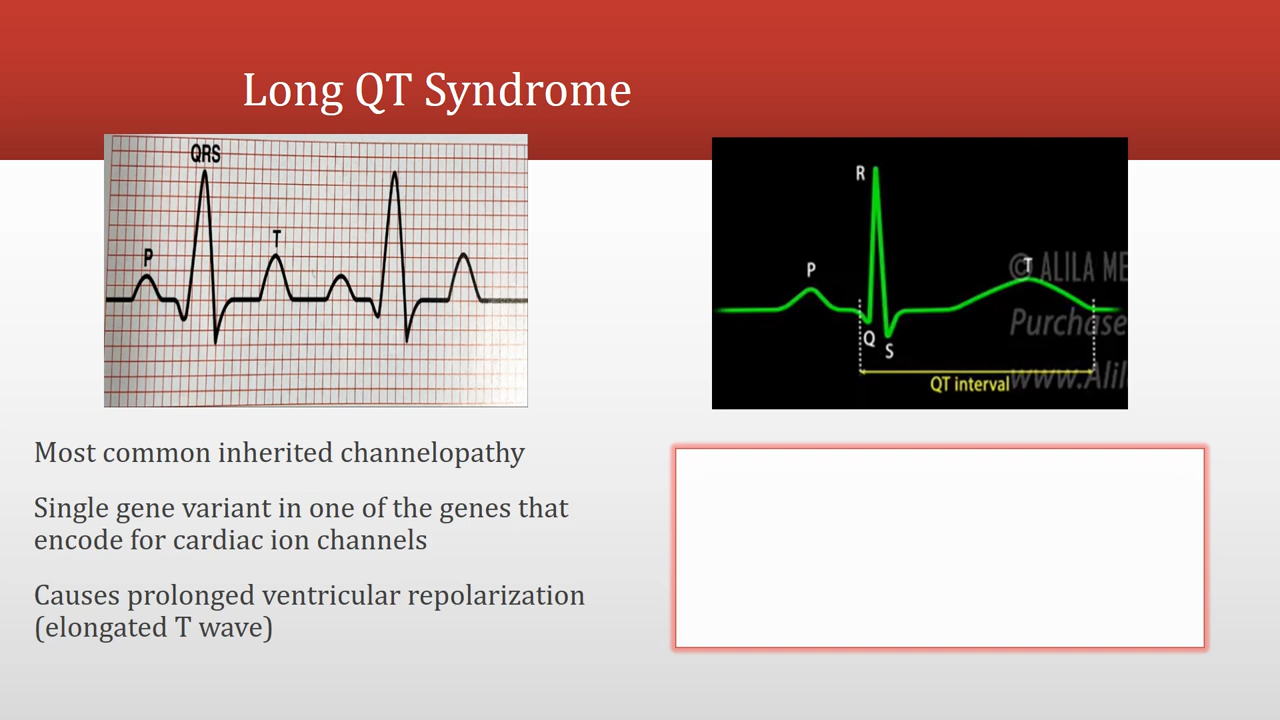 Long QT Syndrome
QRS
P
T
R
P
T
Q
S
QT interval
© ALILA ME
Purchase
www.Alil
Most common inherited channelopathy
Single gene variant in one of the genes that
encode for cardiac ion channels
Causes prolonged ventricular repolarization
(elongated T wave)